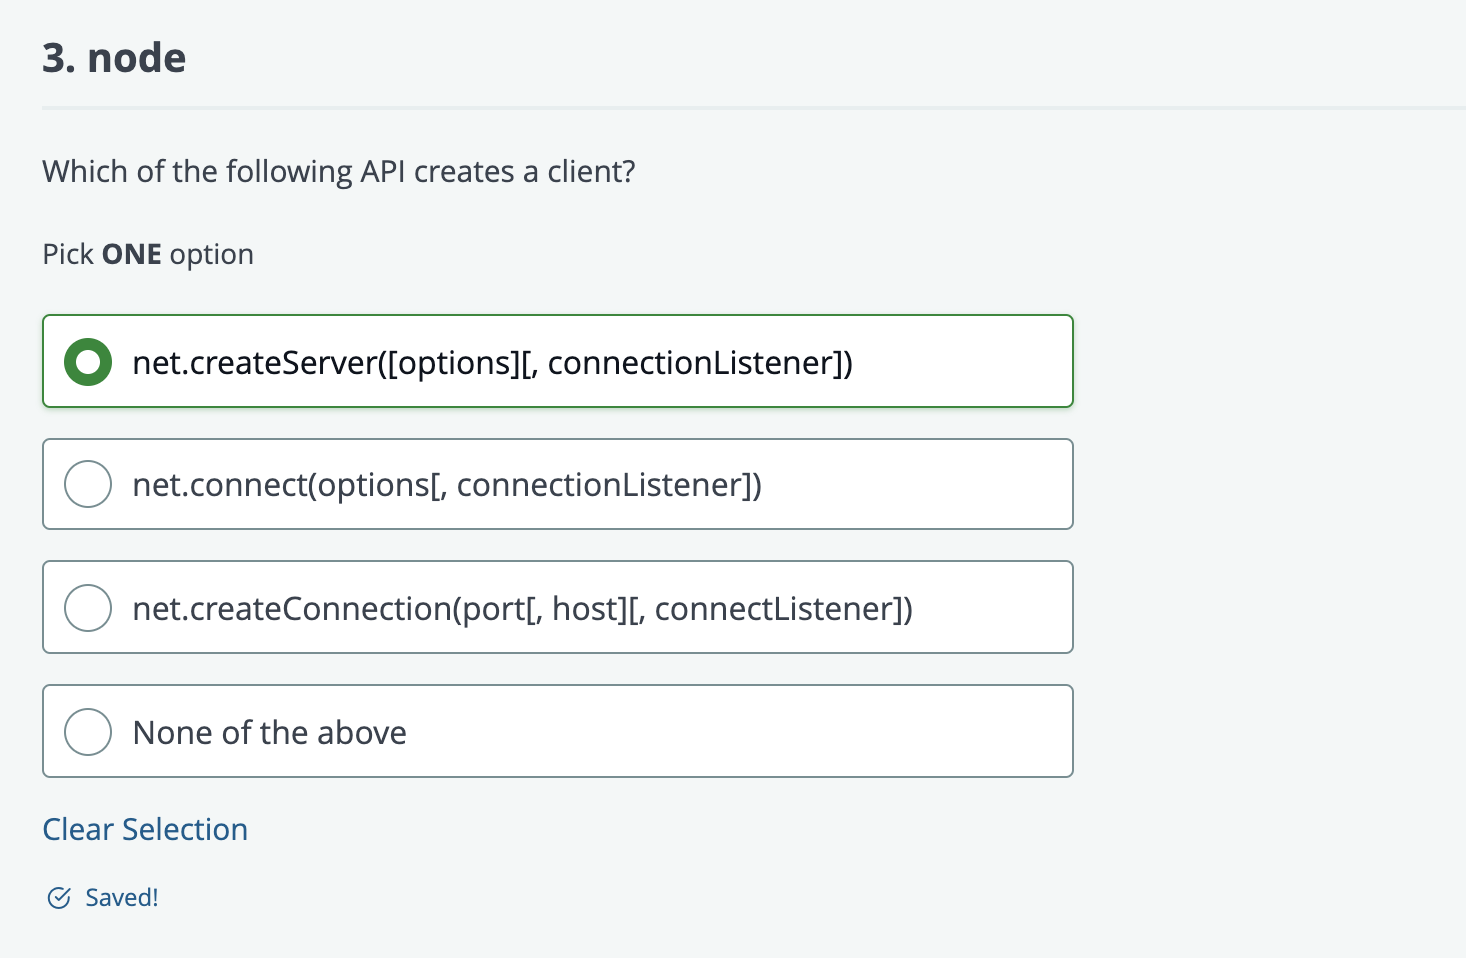 3. node
Which of the following API creates a client?
Pick ONE option
net.createServer([options][, connectionListener])
net.connect(options[, connectionListener])
net.createConnection(port[, host][, connectListener])
None of the above
Clear Selection
Saved!